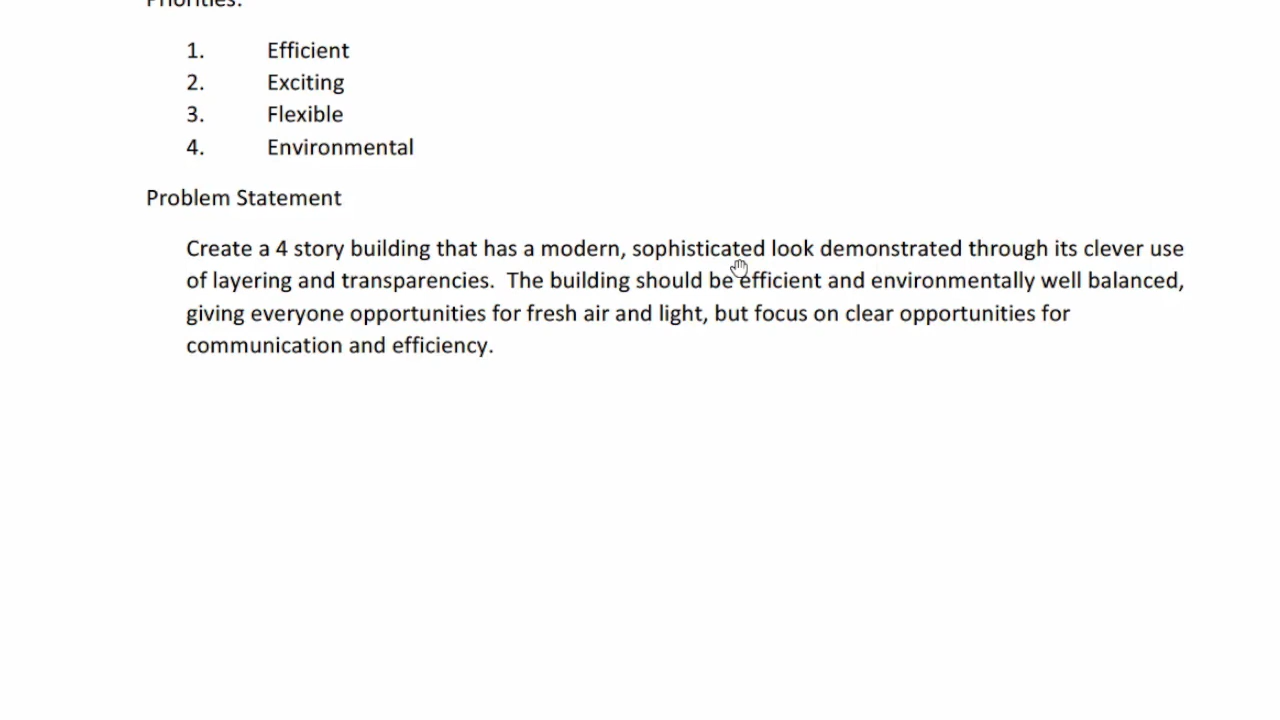 Priorities:
1. Efficient
2. Exciting
3. Flexible
4. Environmental
Problem Statement
Create a 4 story building that has a modern, sophisticated look demonstrated through its clever use
of layering and transparencies.  The building should be efficient and environmentally well balanced,
giving everyone opportunities for fresh air and light, but focus on clear opportunities for
communication and efficiency.